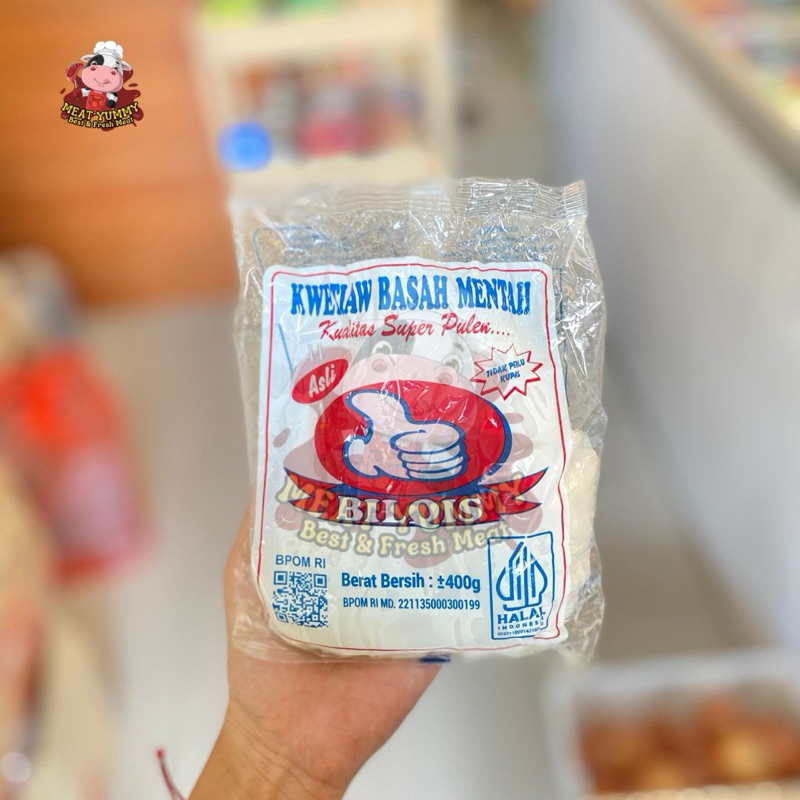 MEAT YUMMY
Best & Fresh Meat
KWETIAW BASAH MENTAH
Kualitas Super Pulen....
Asli
TIDAK PERLU
KUPAS
BILQIS
Best & Fresh Meat
BPOM RI
Berat Bersih : ±400g
BPOM RI MD. 221135000300199
HALAL
INDONESIA